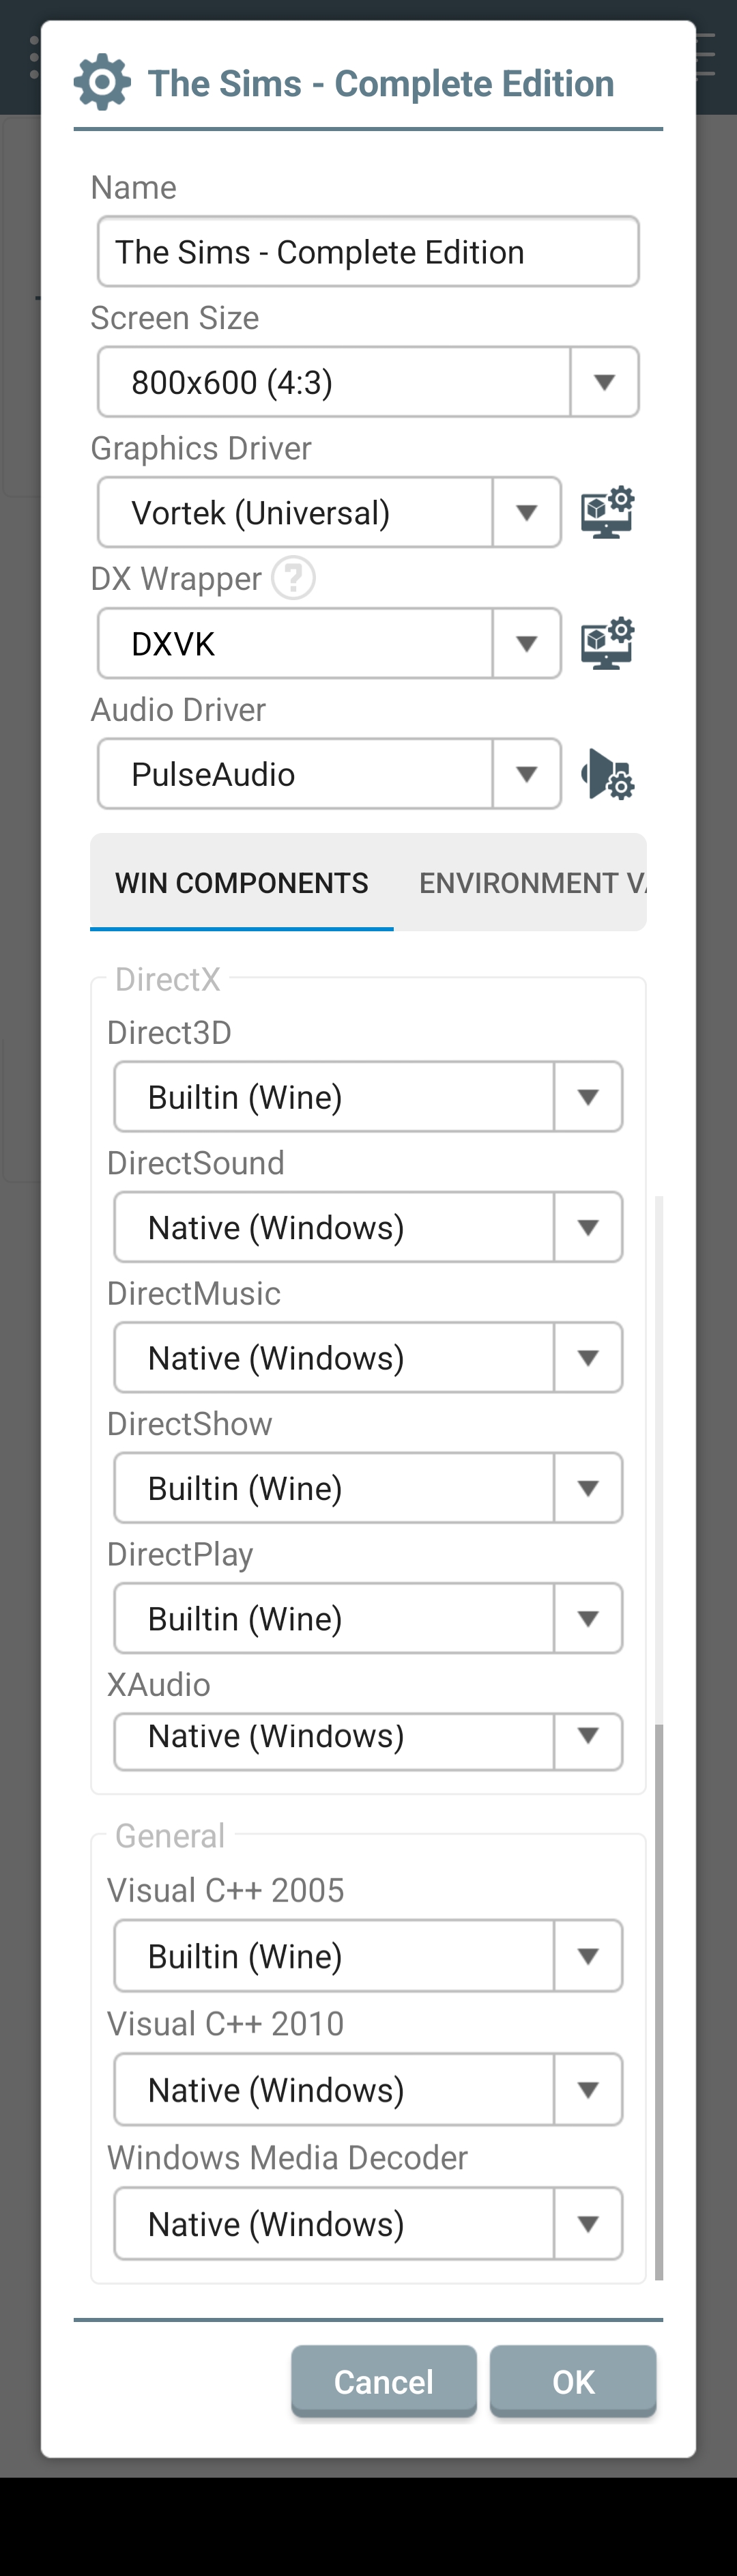 The Sims - Complete Edition
Name
The Sims - Complete Edition
Screen Size
800x600 (4:3)
Graphics Driver
Vortek (Universal)
DX Wrapper ?
DXVK
Audio Driver
PulseAudio
WIN COMPONENTS ENVIRONMENT VA
DirectX
Direct3D
Builtin (Wine)
DirectSound
Native (Windows)
DirectMusic
Native (Windows)
DirectShow
Builtin (Wine)
DirectPlay
Builtin (Wine)
XAudio
Native (Windows)
General
Visual C++ 2005
Builtin (Wine)
Visual C++ 2010
Native (Windows)
Windows Media Decoder
Native (Windows)
Cancel OK